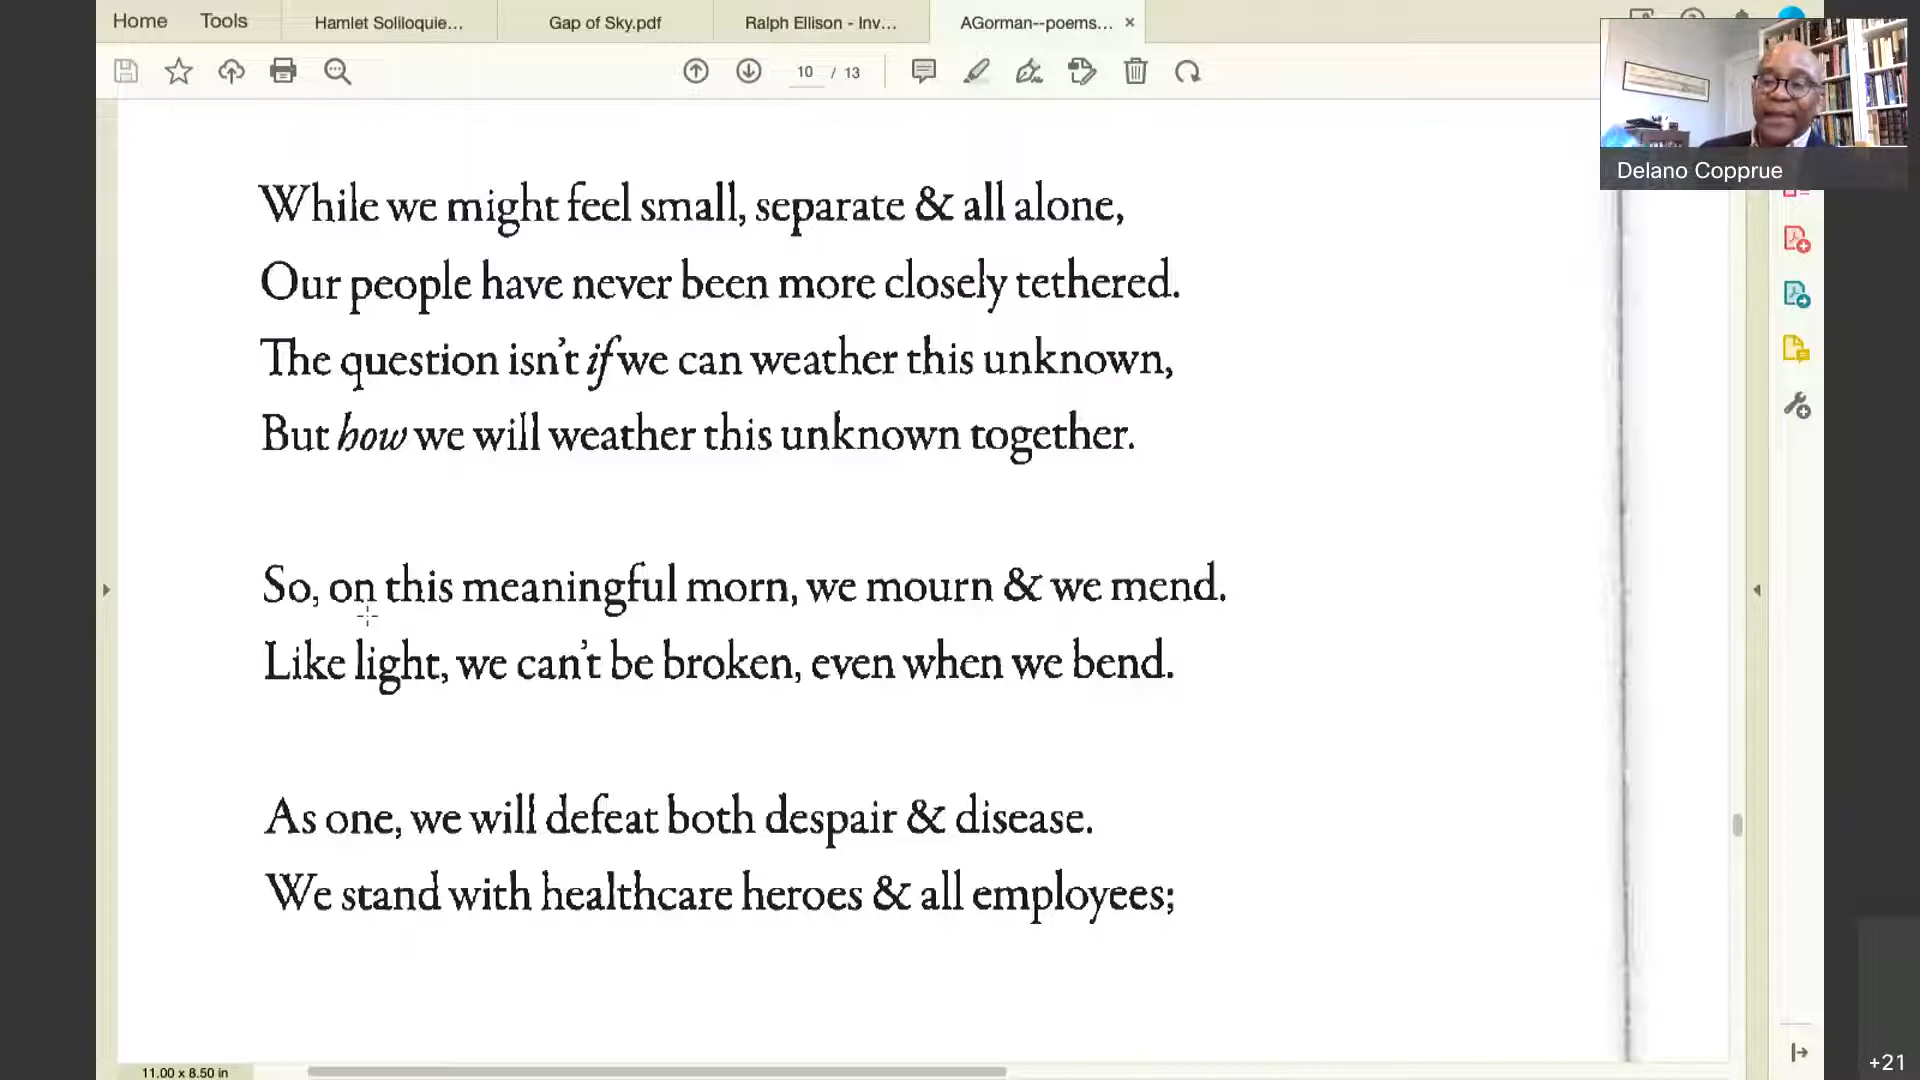 Home Tools Hamlet Soliloquie... Gap of Sky.pdf Ralph Ellison - Inv... AGorman--poems... ×
10 / 13
Delano Copprue
While we might feel small, separate & all alone,
Our people have never been more closely tethered.
The question isn't if we can weather this unknown,
But how we will weather this unknown together.
So, on this meaningful morn, we mourn & we mend.
Like light, we can't be broken, even when we bend.
As one, we will defeat both despair & disease.
We stand with healthcare heroes & all employees;
11.00 x 8.50 in
+21